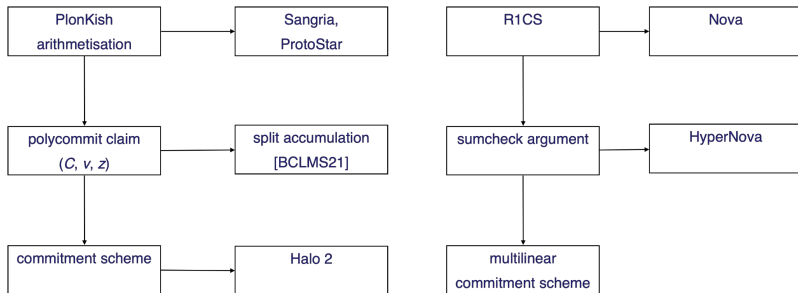 PlonKish
arithmetisation
Sangria,
ProtoStar
R1CS
Nova
polycommit claim
(C, v, z)
split accumulation
[BCLMS21]
sumcheck argument
HyperNova
commitment scheme
Halo 2
multilinear
commitment scheme